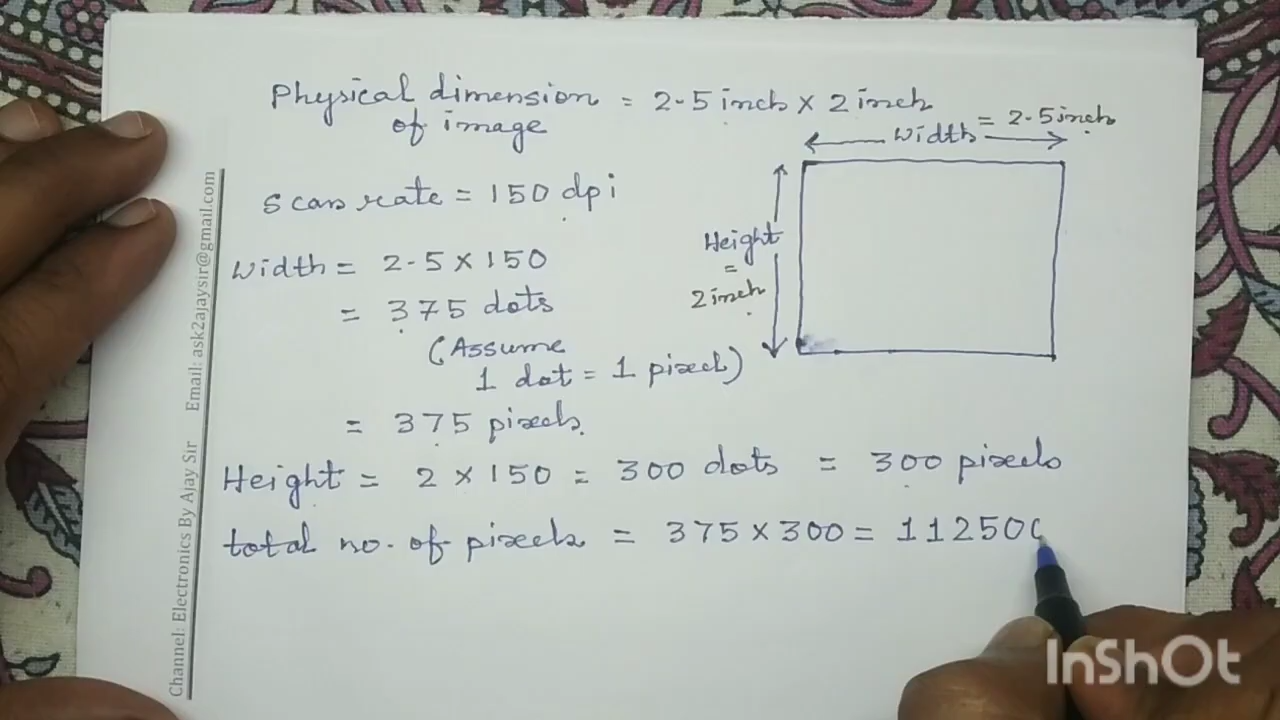 Physical dimension = 2.5 inch × 2 inch
of image
Width = 2.5 inch
Scan rate = 150 dpi
Height
=
2 inch
Width = 2.5 × 150
= 375 dots
(Assume
1 dot = 1 pixel)
= 375 pixels.
Height = 2 × 150 = 300 dots = 300 pixels
total no. of pixels = 375 × 300 = 112500
Channel: Electronics By Ajay Sir Email: ask2ajaysir@gmail.com
InShOt